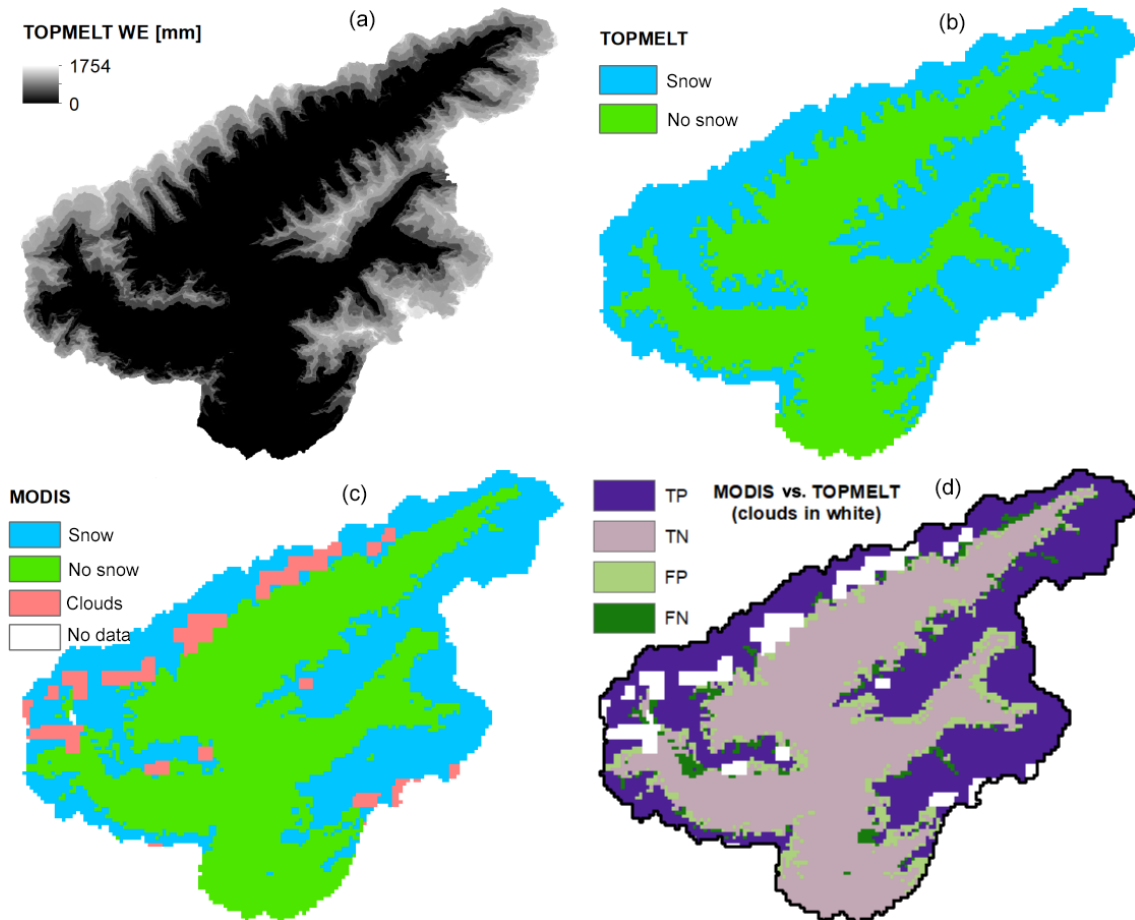 (a)
TOPMELT WE [mm]
1754
0
(b)
TOPMELT
Snow
No snow
(c)
MODIS
Snow
No snow
Clouds
No data
(d)
MODIS vs. TOPMELT
(clouds in white)
TP
TN
FP
FN